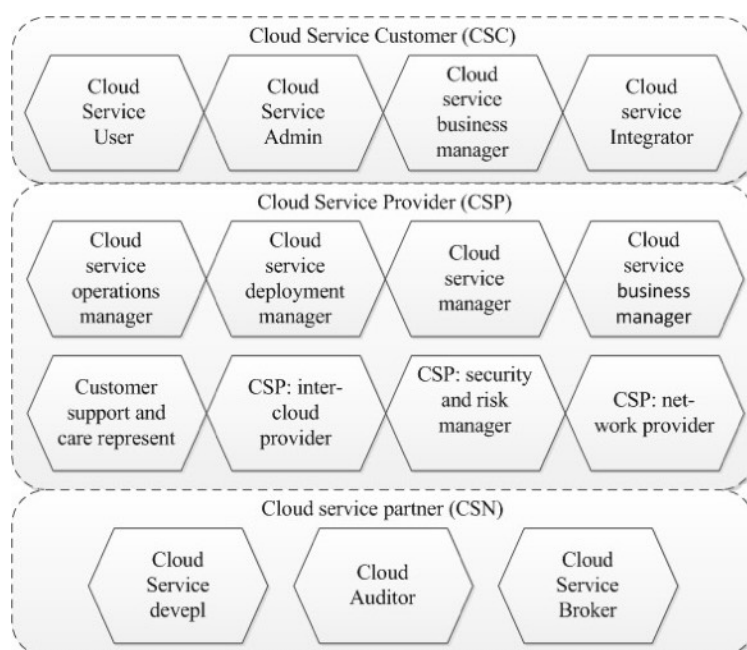 Cloud Service Customer (CSC)
Cloud
Service
User
Cloud
Service
Admin
Cloud
service
business
manager
Cloud
service
Integrator
Cloud Service Provider (CSP)
Cloud
service
operations
manager
Cloud
service
deployment
manager
Cloud
service
manager
Cloud
service
business
manager
Customer
support and
care represent
CSP: inter-
cloud
provider
CSP: security
and risk
manager
CSP: net-
work provider
Cloud service partner (CSN)
Cloud
Service
devepl
Cloud
Auditor
Cloud
Service
Broker